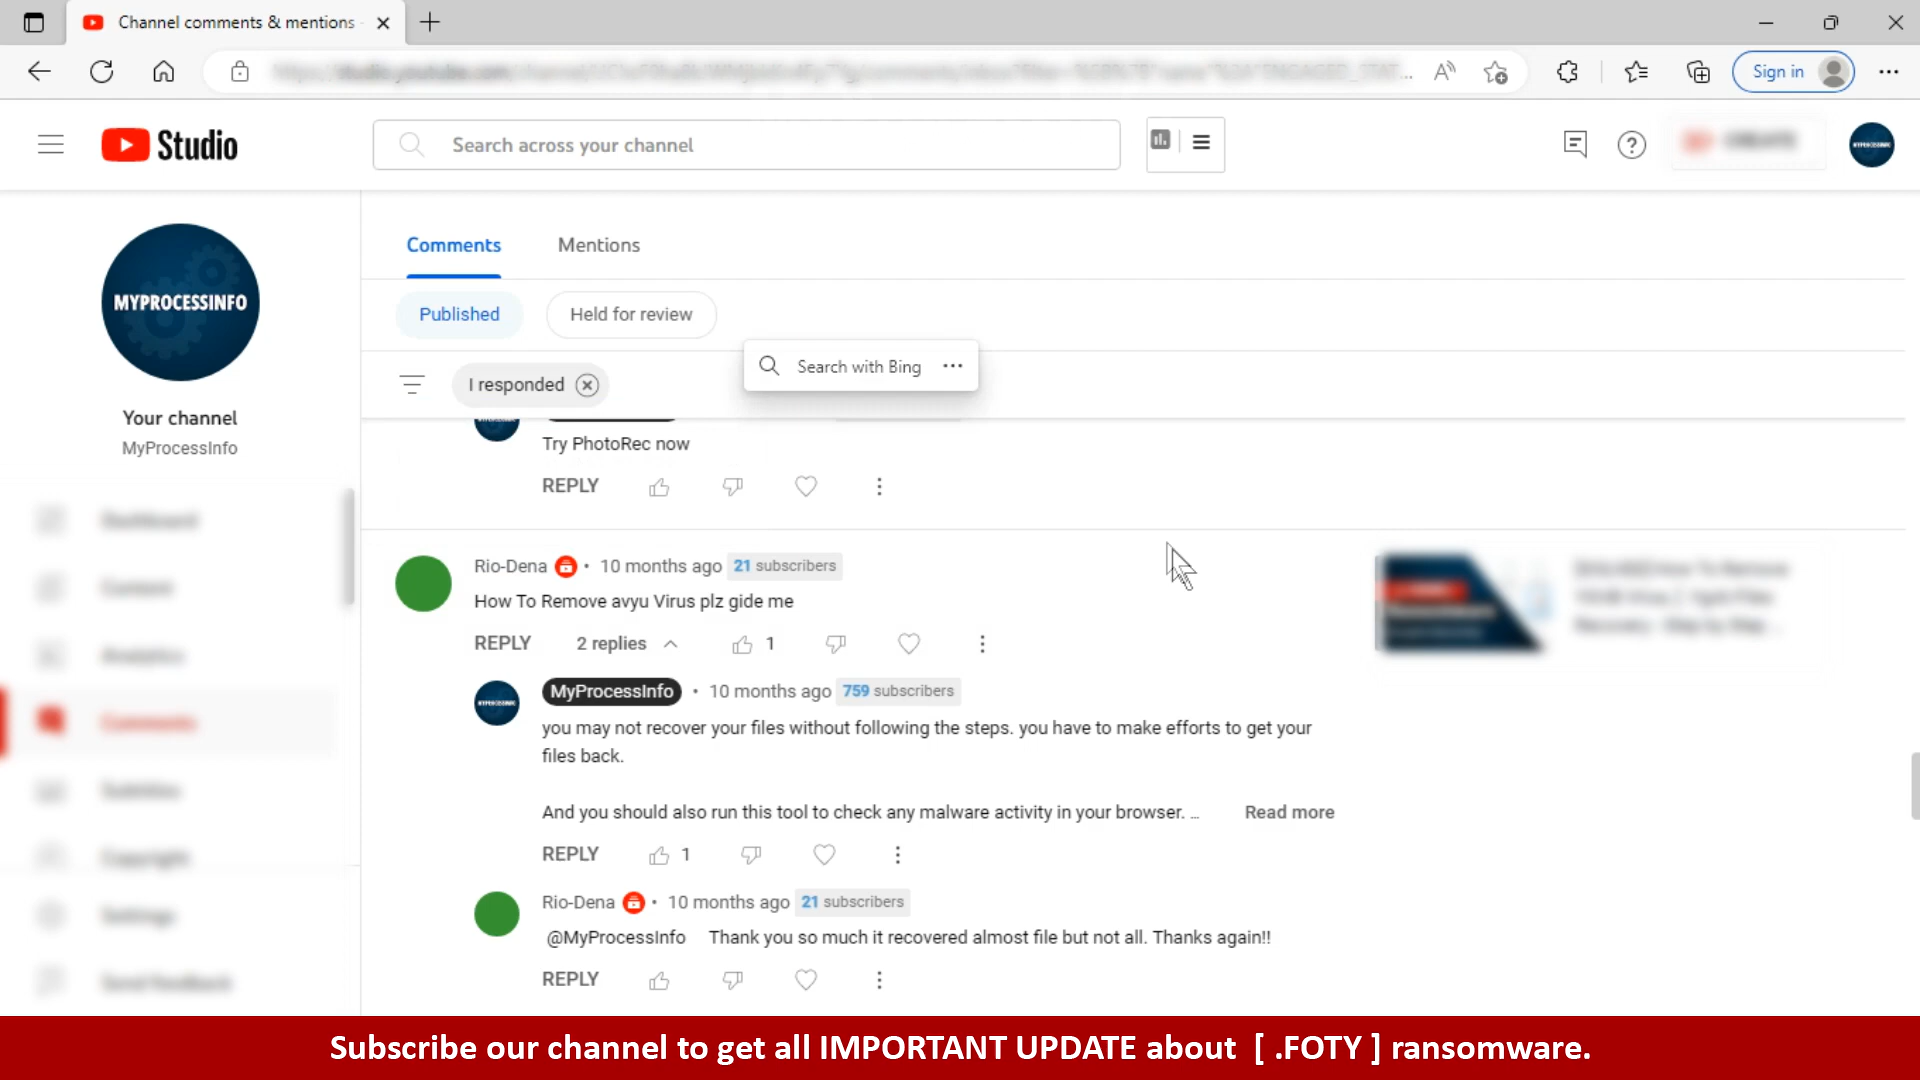 Channel comments & mentions
Sign in
Studio
Search across your channel
MYPROCESSINFO
MYPROCESSINFO
Your channel
MyProcessInfo
Comments
Mentions
Published
Held for review
Search with Bing
I responded
Try PhotoRec now
REPLY
Rio-Dena • 10 months ago 21 subscribers
How To Remove avyu Virus plz gide me
REPLY 2 replies 1
MyProcessInfo • 10 months ago 759 subscribers
you may not recover your files without following the steps. you have to make efforts to get your
files back.
And you should also run this tool to check any malware activity in your browser. ... Read more
REPLY 1
Rio-Dena • 10 months ago 21 subscribers
@MyProcessInfo Thank you so much it recovered almost file but not all. Thanks again!!
REPLY
Subscribe our channel to get all IMPORTANT UPDATE about [ .FOTY ] ransomware.